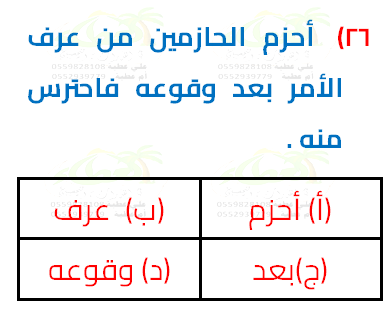 ٢٦) أحزم الحازمين من عرف
الأمر بعد وقوعه فاحترس
منه .
(أ) أحزم (ب) عرف
(ج)بعد (د) وقوعه